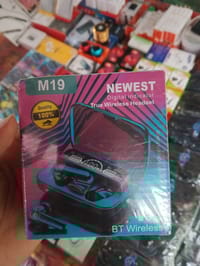 M19
NEWEST
Digital indicator
True Wireless Headset
Quality
100%
BT Wireless